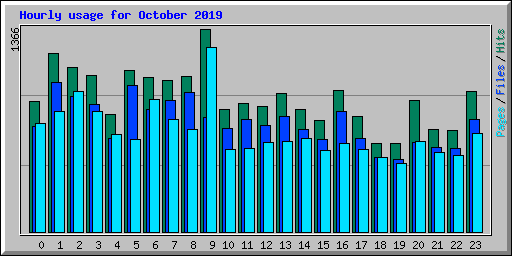 Hourly usage for October 2019
1366
Pages/Files/Hits
0 1 2 3 4 5 6 7 8 9 10 11 12 13 14 15 16 17 18 19 20 21 22 23